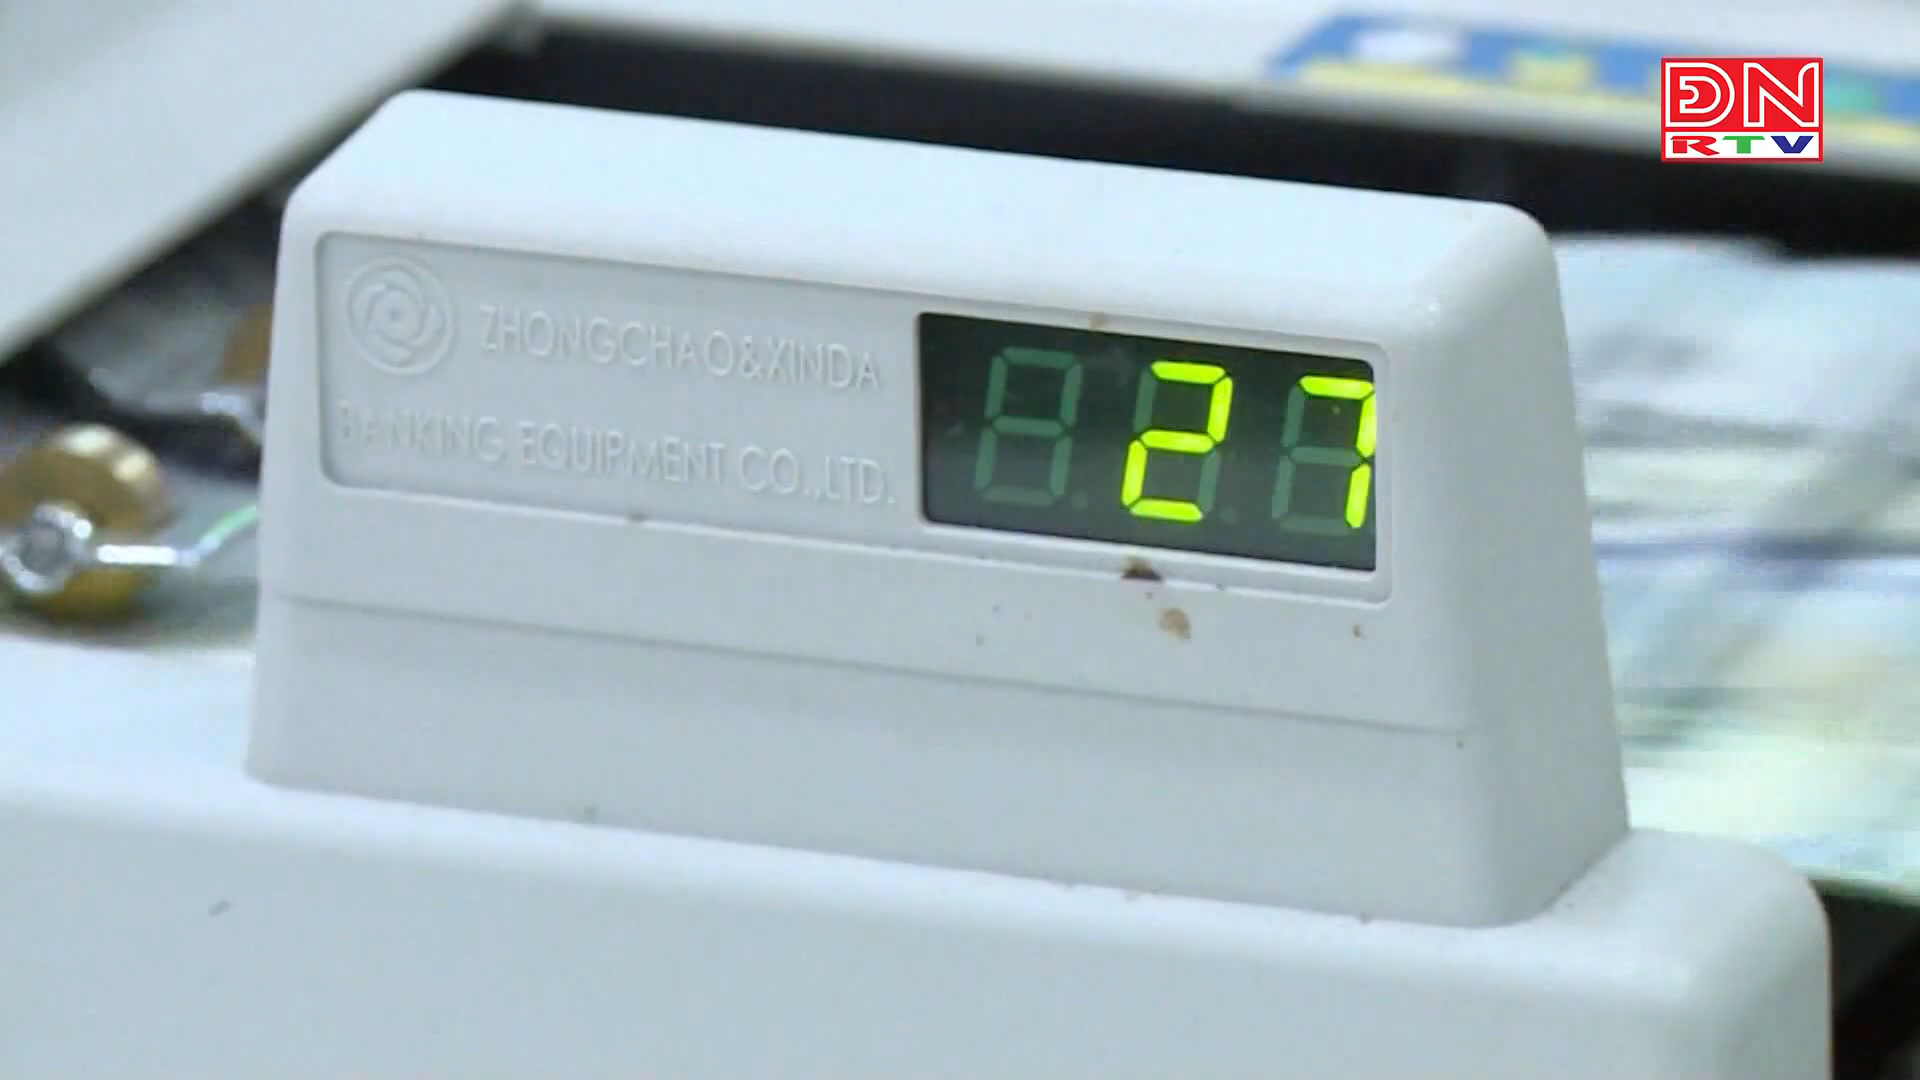 ĐN
RTV
ZHONGCHAO&XINDA
BANKING EQUIPMENT CO.,LTD.
27